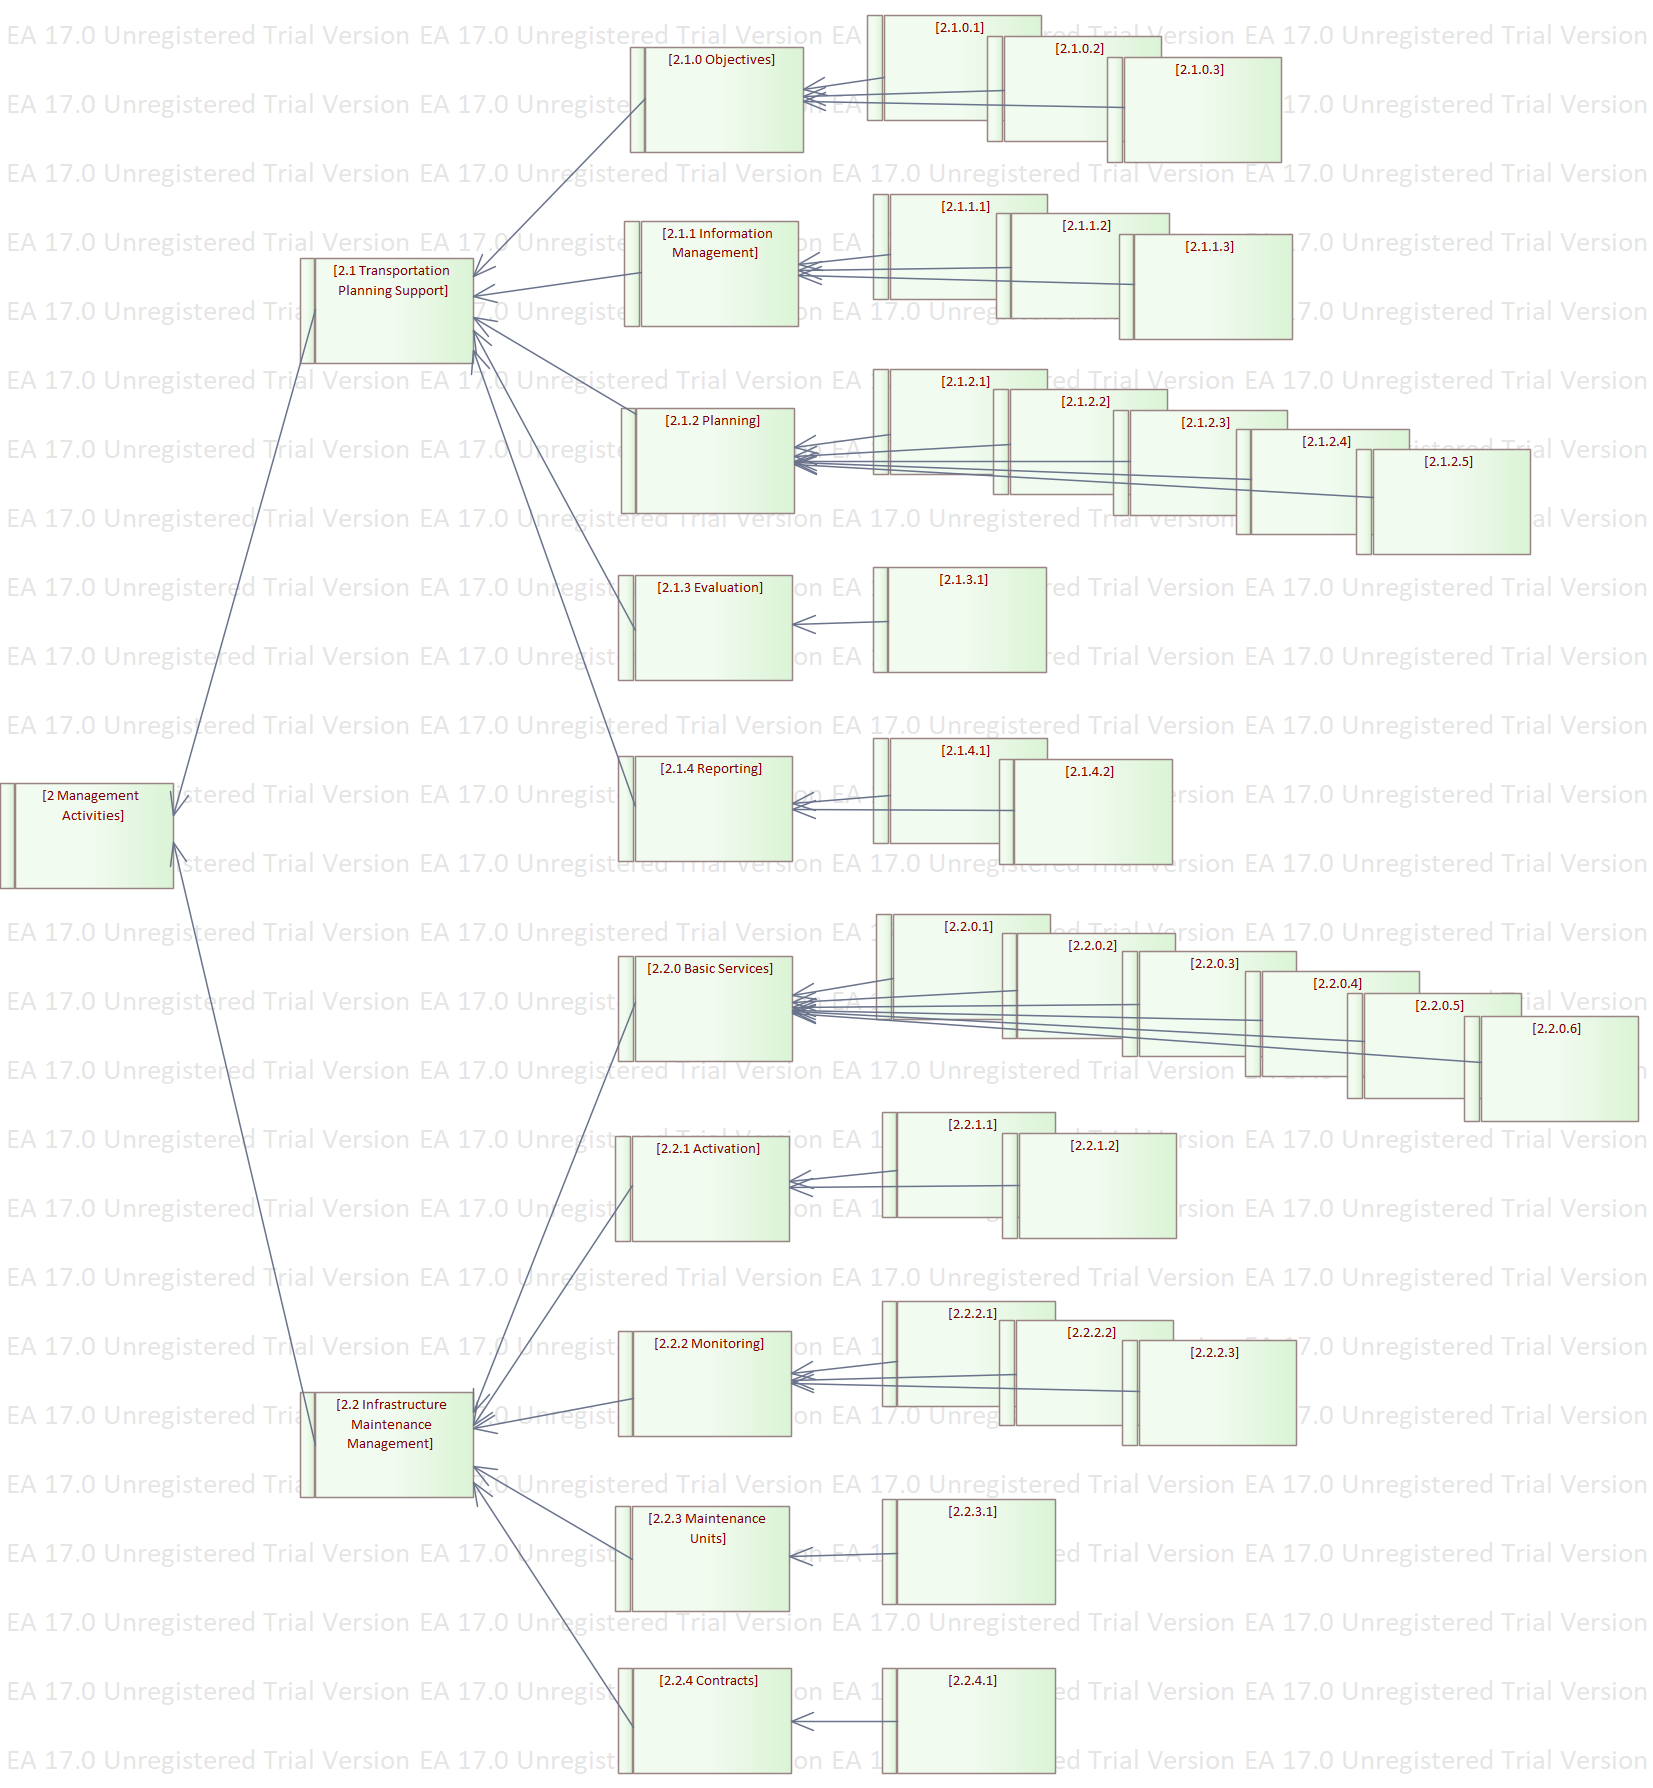 EA 17.0 Unregistered Trial Version EA 17.0 Unregistered Trial Version EA 17.0 Unregistered Trial Version EA 17.0 Unregistered Trial Version
[2 Management
Activities]
[2.1 Transportation
Planning Support]
[2.1.0 Objectives]
[2.1.0.1]
[2.1.0.2]
[2.1.0.3]
[2.1.1 Information
Management]
[2.1.1.1]
[2.1.1.2]
[2.1.1.3]
[2.1.2 Planning]
[2.1.2.1]
[2.1.2.2]
[2.1.2.3]
[2.1.2.4]
[2.1.2.5]
[2.1.3 Evaluation]
[2.1.3.1]
[2.1.4 Reporting]
[2.1.4.1]
[2.1.4.2]
[2.2 Infrastructure
Maintenance
Management]
[2.2.0 Basic Services]
[2.2.0.1]
[2.2.0.2]
[2.2.0.3]
[2.2.0.4]
[2.2.0.5]
[2.2.0.6]
[2.2.1 Activation]
[2.2.1.1]
[2.2.1.2]
[2.2.2 Monitoring]
[2.2.2.1]
[2.2.2.2]
[2.2.2.3]
[2.2.3 Maintenance
Units]
[2.2.3.1]
[2.2.4 Contracts]
[2.2.4.1]